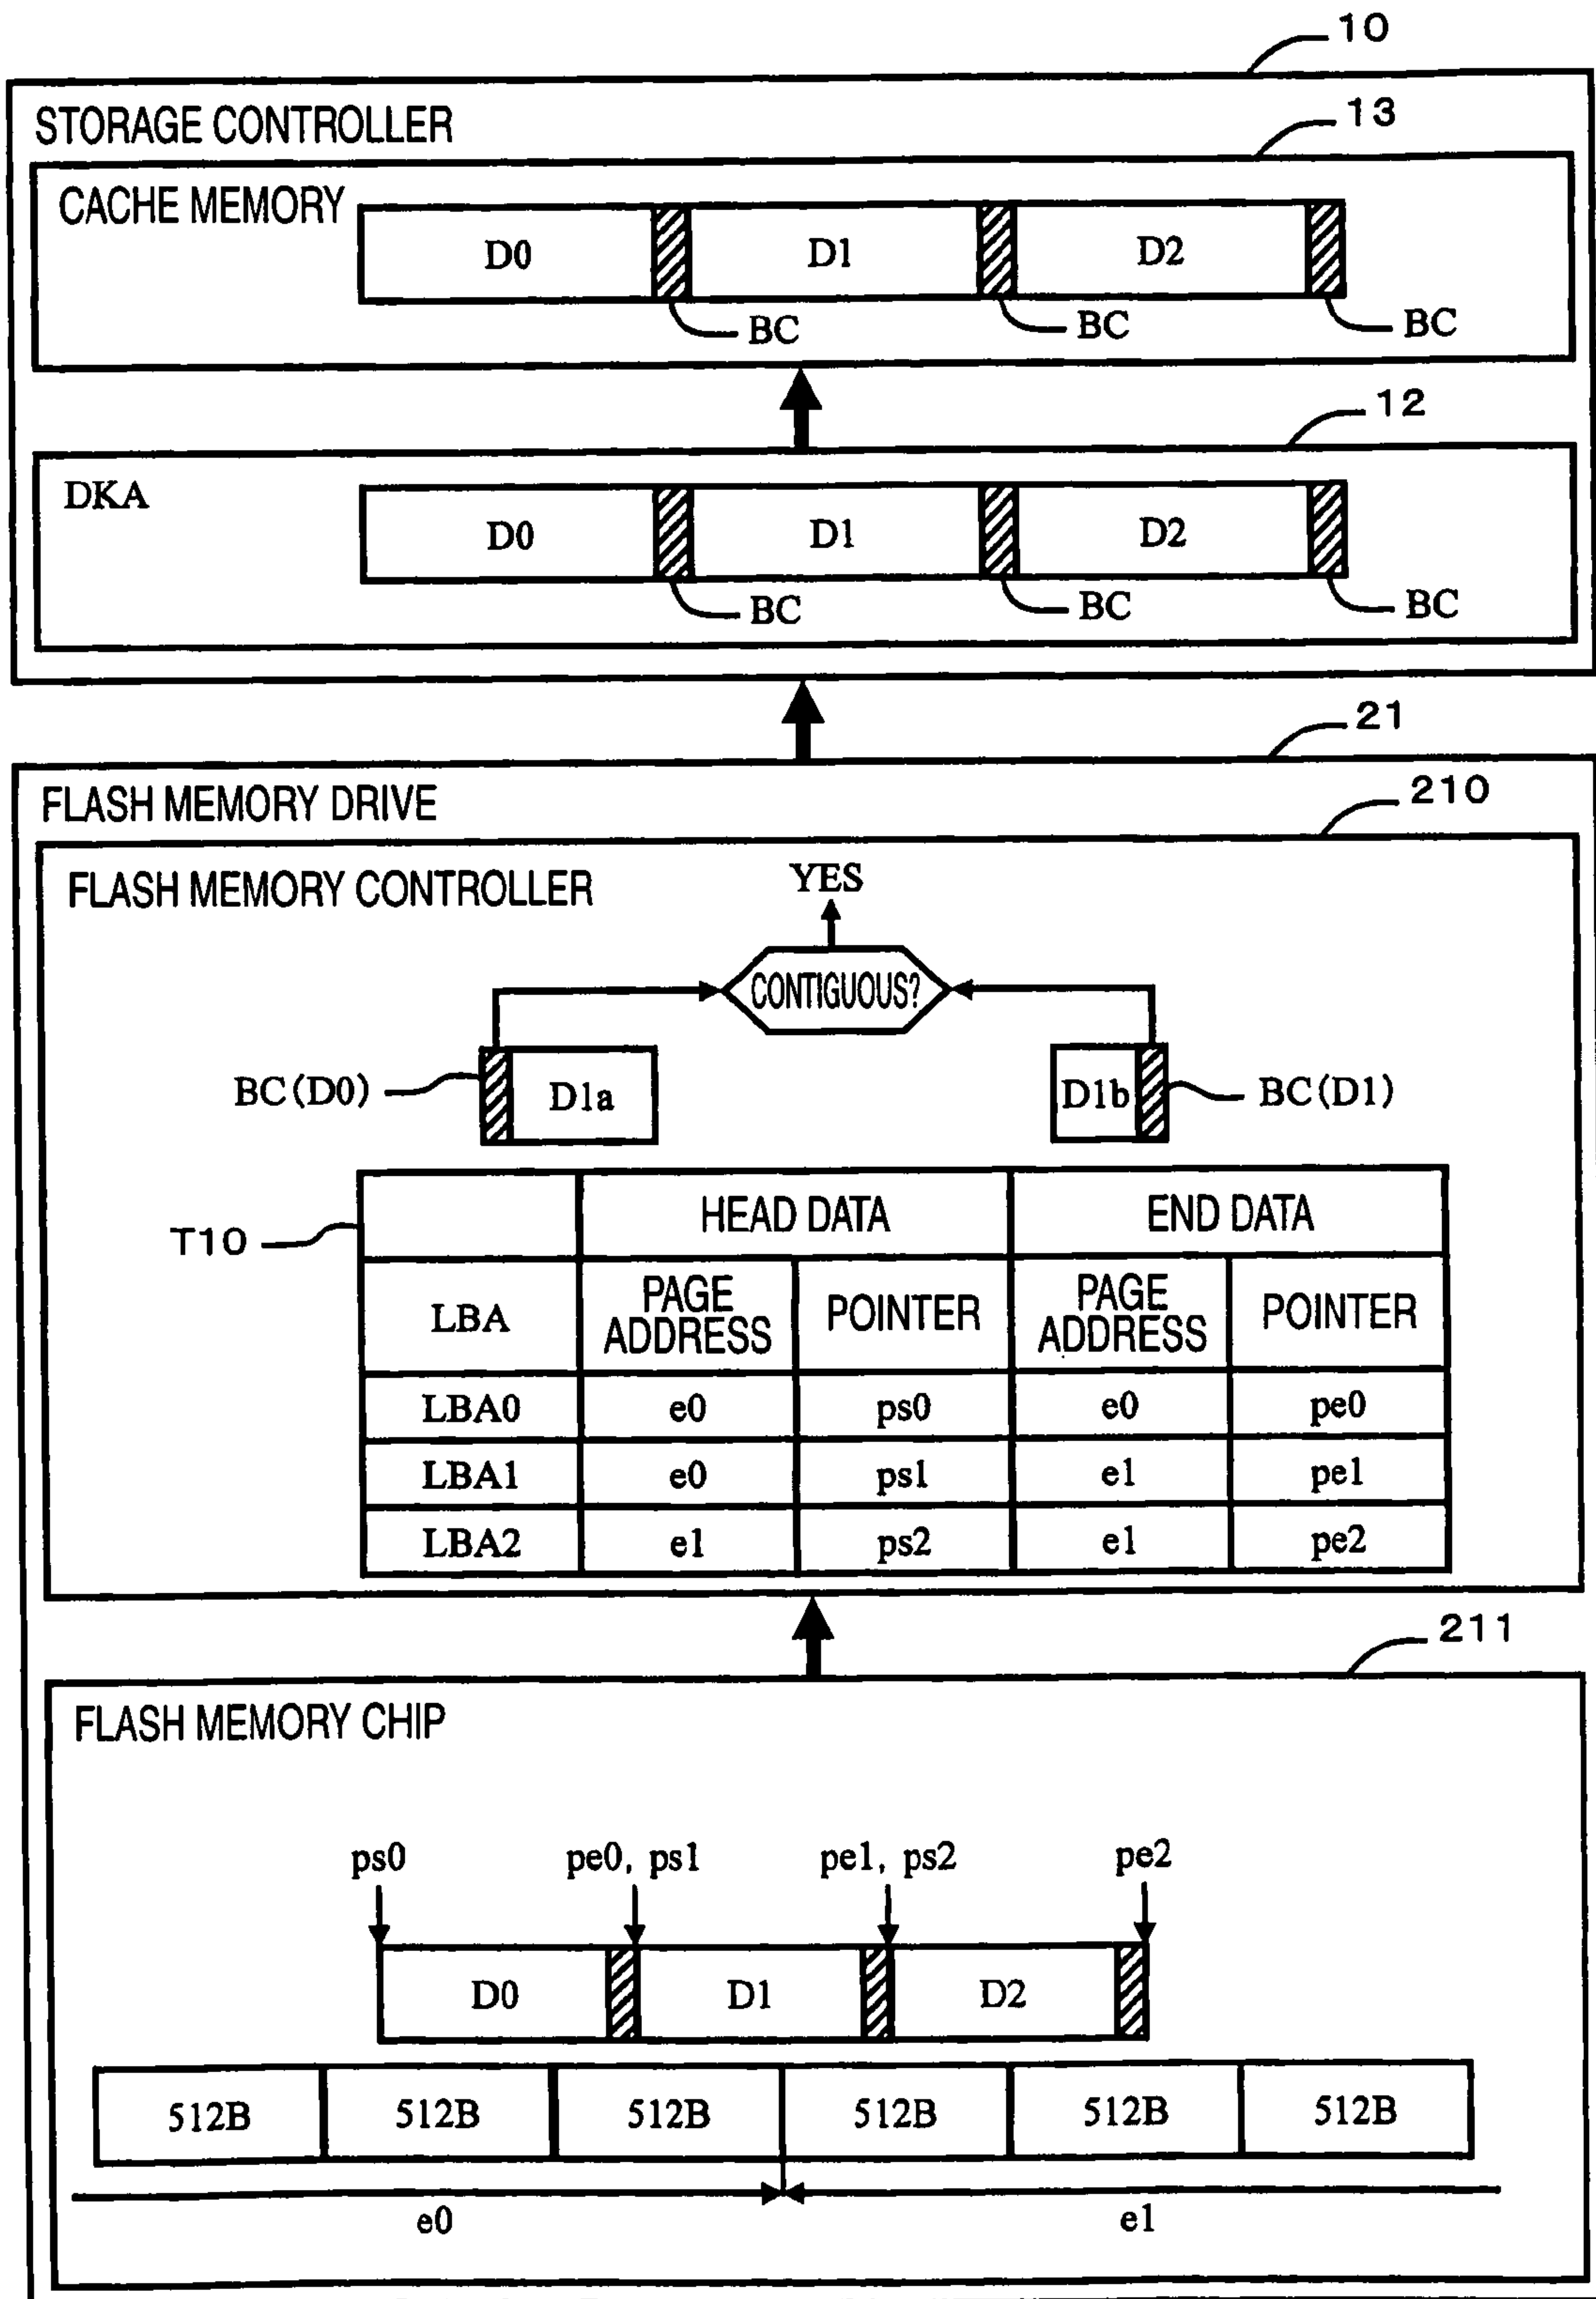 10
STORAGE CONTROLLER
13
CACHE MEMORY
D0 D1 D2
BC BC BC
12
DKA
D0 D1 D2
BC BC BC
21
FLASH MEMORY DRIVE
210
FLASH MEMORY CONTROLLER
YES
CONTIGUOUS?
BC(D0) D1a D1b BC(D1)
T10
HEAD DATA END DATA
LBA PAGE ADDRESS POINTER PAGE ADDRESS POINTER
LBA0 e0 ps0 e0 pe0
LBA1 e0 ps1 e1 pe1
LBA2 e1 ps2 e1 pe2
211
FLASH MEMORY CHIP
ps0 pe0, ps1 pe1, ps2 pe2
D0 D1 D2
512B 512B 512B 512B 512B 512B
e0 e1